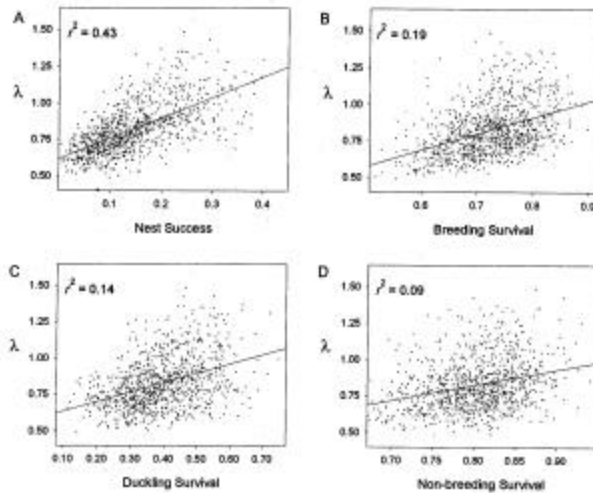 A
r² = 0.43
1.50
1.25
λ
1.00
0.75
0.50
0.1 0.2 0.3 0.4
Nest Success
B
r² = 0.19
1.50
1.25
λ
1.00
0.75
0.50
0.6 0.7 0.8
Breeding Survival
C
r² = 0.14
1.50
1.25
λ
1.00
0.75
0.50
0.10 0.20 0.30 0.40 0.50 0.60 0.70
Duckling Survival
D
r² = 0.09
1.50
1.25
λ
1.00
0.75
0.50
0.70 0.75 0.80 0.85 0.90
Non-breeding Survival